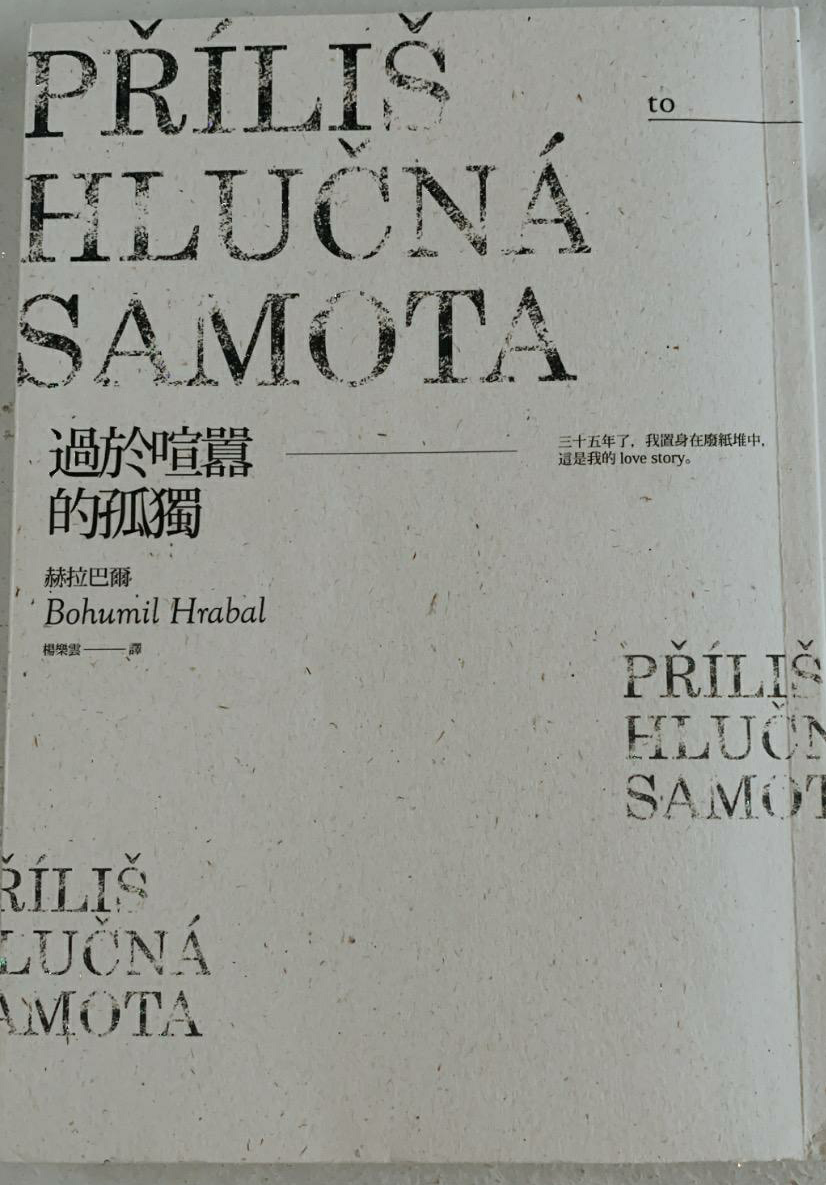 PŘÍLIŠ
HLUČNÁ
SAMOTA
to
過於喧囂
的孤獨
三十五年了，我置身在廢紙堆中，
這是我的 love story。
赫拉巴爾
Bohumil Hrabal
楊樂雲——譯
PŘÍLIŠ
HLUČN
SAMOT
ŘÍLIŠ
LUČNÁ
AMOTA